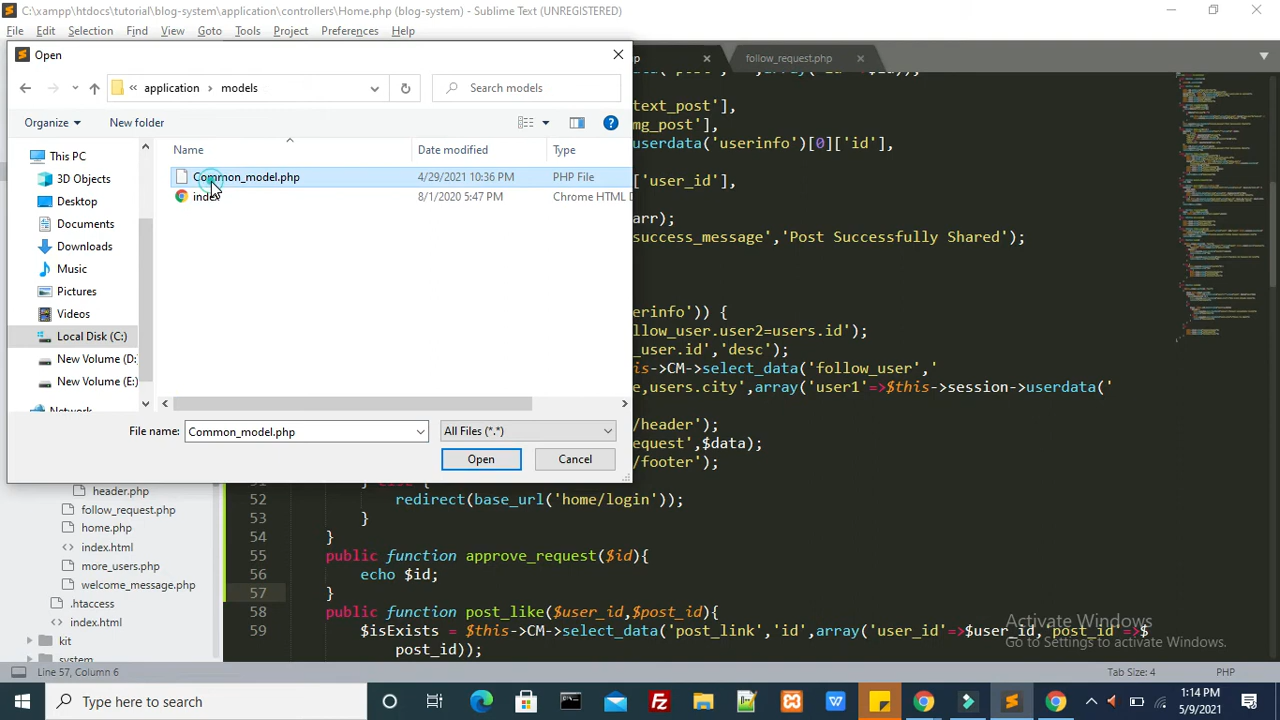 C:\xampp\htdocs\tutorial\blog-system\application\controllers\Home.php (blog-system) - Sublime Text (UNREGISTERED)
File Edit Selection Find View Goto Tools Project Preferences Help
Open
follow_request.php
application models
Search models
Organize New folder
Name Date modified Type
Common_model.php 4/29/2021 10:36 PM PHP File
index 8/1/2020 5:47 PM Chrome HTML D
This PC
3D Objects
Desktop
Documents
Downloads
Music
Pictures
Videos
Local Disk (C:)
New Volume (D:
New Volume (E:)
Network
File name: Common_model.php All Files (*.*)
Open Cancel
ext_post'],
mg_post'],
userdata('userinfo')[0]['id'],
['user_id'],
arr);
success_message','Post Successfully Shared');
erinfo')) {
llow_user.user2=users.id');
_user.id','desc');
is->CM->select_data('follow_user','
e,users.city',array('user1'=>$this->session->userdata('
/header');
equest',$data);
/footer');
header.php
follow_request.php
home.php
index.html
more_users.php
welcome_message.php
.htaccess
index.html
kit
system
51 } else {
52 redirect(base_url('home/login'));
53 }
54 }
55 public function approve_request($id){
56 echo $id;
57 }
58 public function post_like($user_id,$post_id){
59 $isExists = $this->CM->select_data('post_link','id',array('user_id'=>$user_id, post_id'=>$
post_id));
Activate Windows
Go to Settings to activate Windows.
Line 57, Column 6 Tab Size: 4 PHP
Type here to search
1:14 PM
5/9/2021